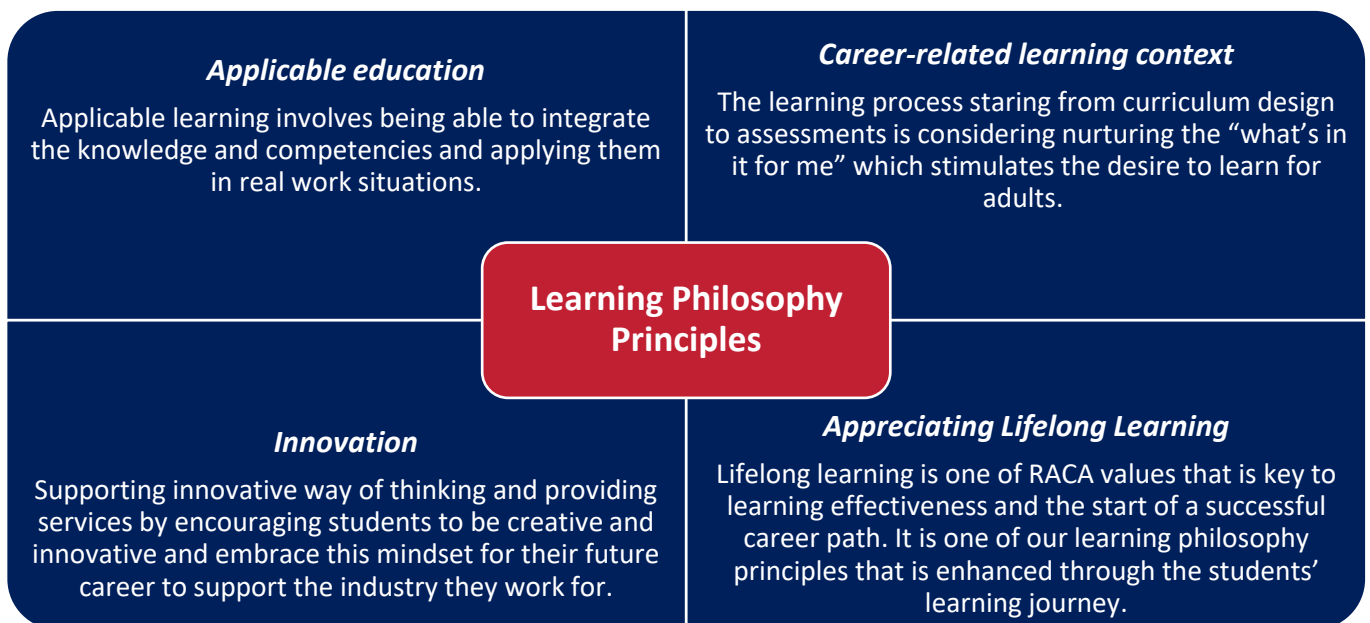 Applicable education
Applicable learning involves being able to integrate
the knowledge and competencies and applying them
in real work situations.
Career-related learning context
The learning process staring from curriculum design
to assessments is considering nurturing the “what’s in
it for me” which stimulates the desire to learn for
adults.
Learning Philosophy
Principles
Innovation
Supporting innovative way of thinking and providing
services by encouraging students to be creative and
innovative and embrace this mindset for their future
career to support the industry they work for.
Appreciating Lifelong Learning
Lifelong learning is one of RACA values that is key to
learning effectiveness and the start of a successful
career path. It is one of our learning philosophy
principles that is enhanced through the students’
learning journey.